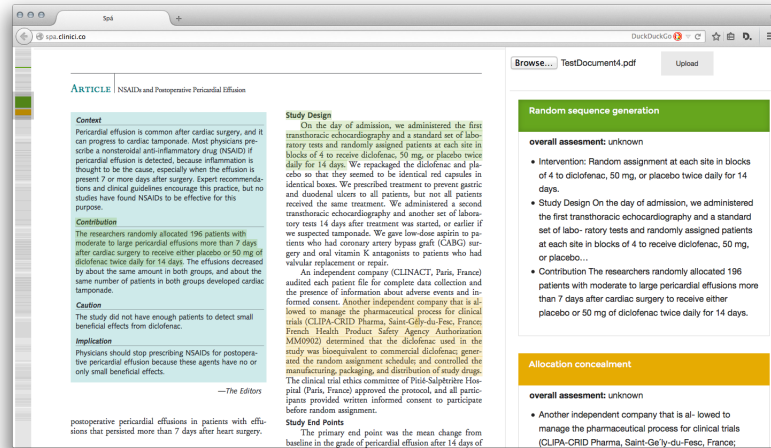 Spá
spa.clinici.co
DuckDuckGo
Browse... TestDocument4.pdf
Upload
ARTICLE NSAIDs and Postoperative Pericardial Effusion
Context
Pericardial effusion is common after cardiac surgery, and it
can progress to cardiac tamponade. Most physicians pre-
scribe a nonsteroidal anti-inflammatory drug (NSAID) if
pericardial effusion is detected, because inflammation is
thought to be the cause, especially when the effusion is
present 7 or more days after surgery. Expert recommenda-
tions and clinical guidelines encourage this practice, but no
studies have found NSAIDs to be effective for this
purpose.
Contribution
The researchers randomly allocated 196 patients with
moderate to large pericardial effusions more than 7 days
after cardiac surgery to receive either placebo or 50 mg of
diclofenac twice daily for 14 days. The effusions decreased
by about the same amount in both groups, and about the
same number of patients in both groups developed cardiac
tamponade.
Caution
The study did not have enough patients to detect small
beneficial effects from diclofenac.
Implication
Physicians should stop prescribing NSAIDs for postopera-
tive pericardial effusion because these agents have no or
only small beneficial effects.
—The Editors
postoperative pericardial effusions in patients with effu-
sions that persisted more than 7 days after heart surgery.
Study Design
On the day of admission, we administered the first
transthoracic echocardiography and a standard set of labo-
ratory tests and randomly assigned patients at each site in
blocks of 4 to receive diclofenac, 50 mg, or placebo twice
daily for 14 days. We repackaged the diclofenac and pla-
cebo so that they seemed to be identical red capsules in
identical boxes. We prescribed treatment to prevent gastric
and duodenal ulcers to all patients, but not all patients
received the same treatment. We administered a second
transthoracic echocardiography and another set of labora-
tory tests 14 days after treatment was started, or earlier if
we suspected tamponade. We gave low-dose aspirin to pa-
tients who had coronary artery bypass graft (CABG) sur-
gery and oral vitamin K antagonists to patients who had
valvular replacement or repair.
An independent company (CLINACT, Paris, France)
audited each patient file for complete data collection and
the presence of information about adverse events and in-
formed consent. Another independent company that is al-
lowed to manage the pharmaceutical process for clinical
trials (CLIPA-CRID Pharma, Saint-Gély-du-Fesc, France;
French Health Product Safety Agency Authorization
MM0902) determined that the diclofenac used in the
study was bioequivalent to commercial diclofenac; gener-
ated the random assignment schedule; and controlled the
manufacturing, packaging, and distribution of study drugs.
The clinical trial ethics committee of Pitié-Salpêtrière Hos-
pital (Paris, France) approved the protocol, and all partic-
ipants provided written informed consent to participate
before random assignment.
Study End Points
The primary end point was the mean change from
baseline in the grade of pericardial effusion after 14 days of
Random sequence generation
overall assesment: unknown
• Intervention: Random assignment at each site in blocks
of 4 to diclofenac, 50 mg, or placebo twice daily for 14
days.
• Study Design On the day of admission, we administered
the first transthoracic echocardiography and a standard
set of labo- ratory tests and randomly assigned patients
at each site in blocks of 4 to receive diclofenac, 50 mg,
or placebo...
• Contribution The researchers randomly allocated 196
patients with moderate to large pericardial effusions more
than 7 days after cardiac surgery to receive either
placebo or 50 mg of diclofenac twice daily for 14 days.
Allocation concealment
overall assesment: unknown
• Another independent company that is al- lowed to
manage the pharmaceutical process for clinical trials
(CLIPA-CRID Pharma, Saint-Ge´ly-du-Fesc, France;